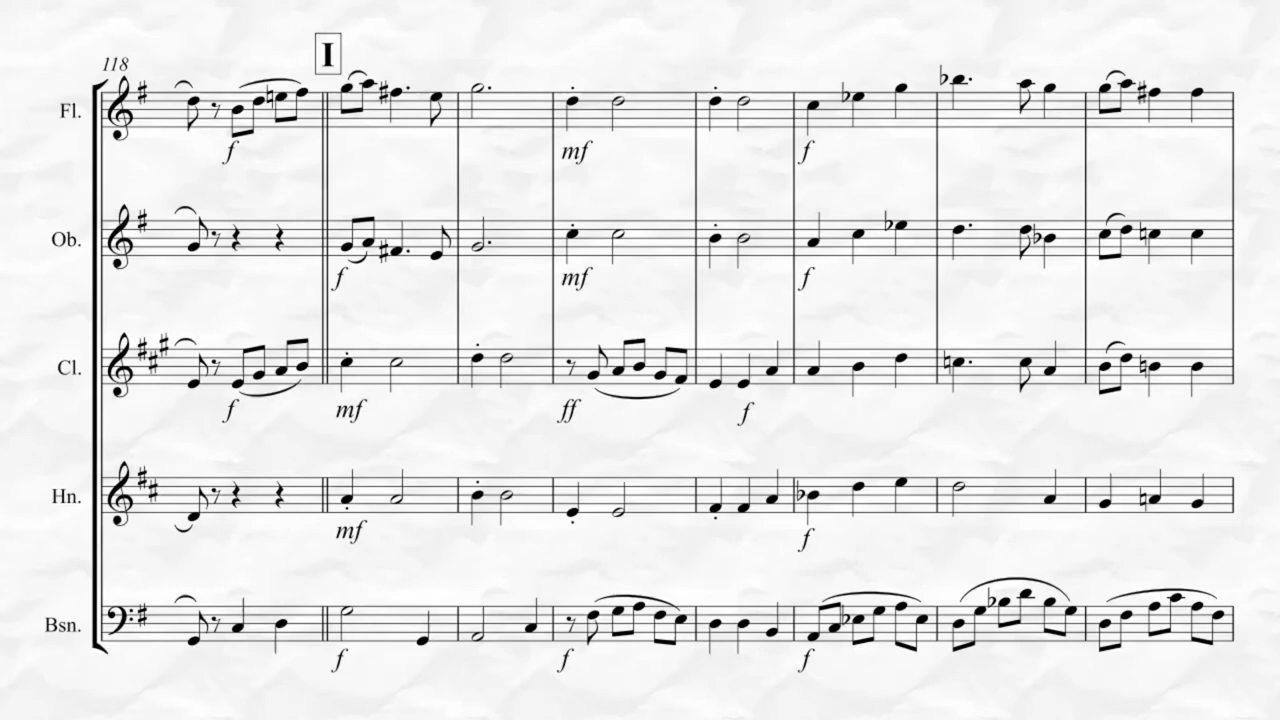 I
118
Fl.
f mf f
Ob.
f mf f
Cl.
f mf ff f
Hn.
mf f
Bsn.
f f f